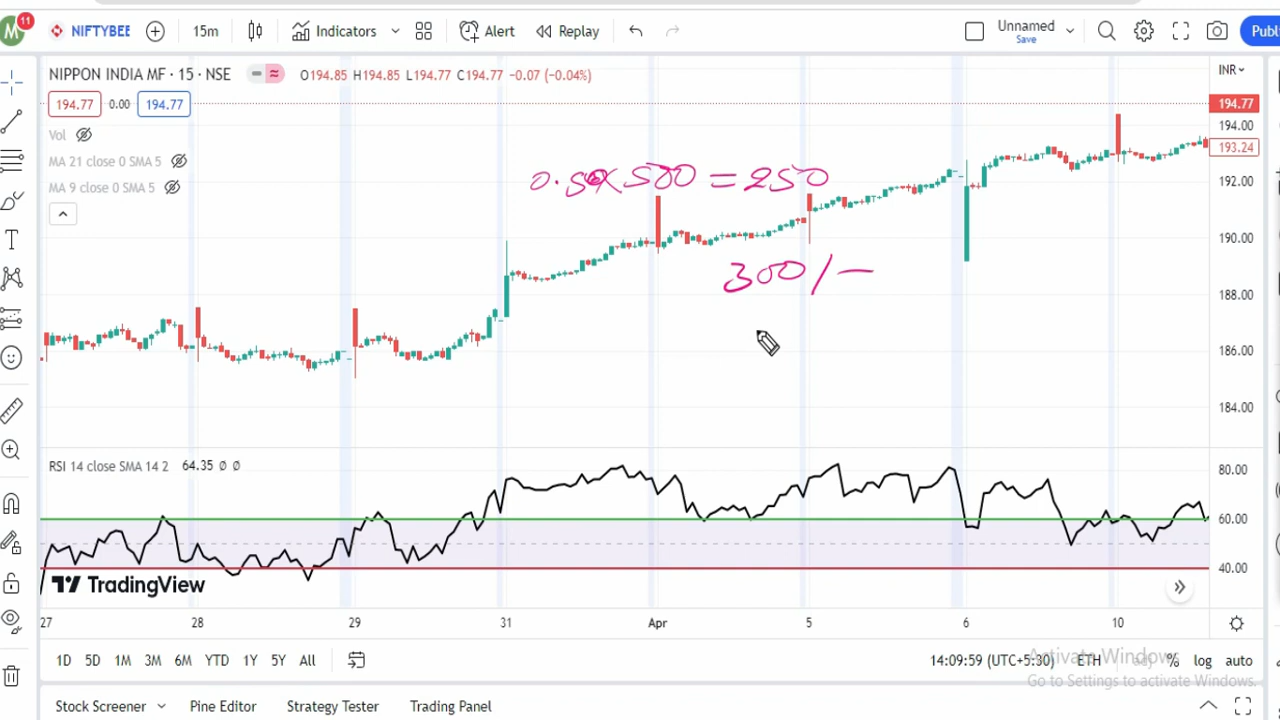 M 11 NIFTYBEE 15m Indicators Alert Replay Unnamed Save Publ
NIPPON INDIA MF · 15 · NSE O194.85 H194.85 L194.77 C194.77 −0.07 (−0.04%) INR
194.77 0.00 194.77 194.77
Vol 194.00
MA 21 close 0 SMA 5 193.24
MA 9 close 0 SMA 5 192.00
0.50×500 = 250
190.00
300/-
188.00
186.00
184.00
RSI 14 close SMA 14 2 64.35 Ø Ø 80.00
60.00
40.00
TradingView
27 28 29 31 Apr 4 5 6 10
1D 5D 1M 3M 6M YTD 1Y 5Y All 14:09:59 (UTC+5:30) ETH % log auto
Activate Windows
Go to Settings to activate Windows.
Stock Screener Pine Editor Strategy Tester Trading Panel